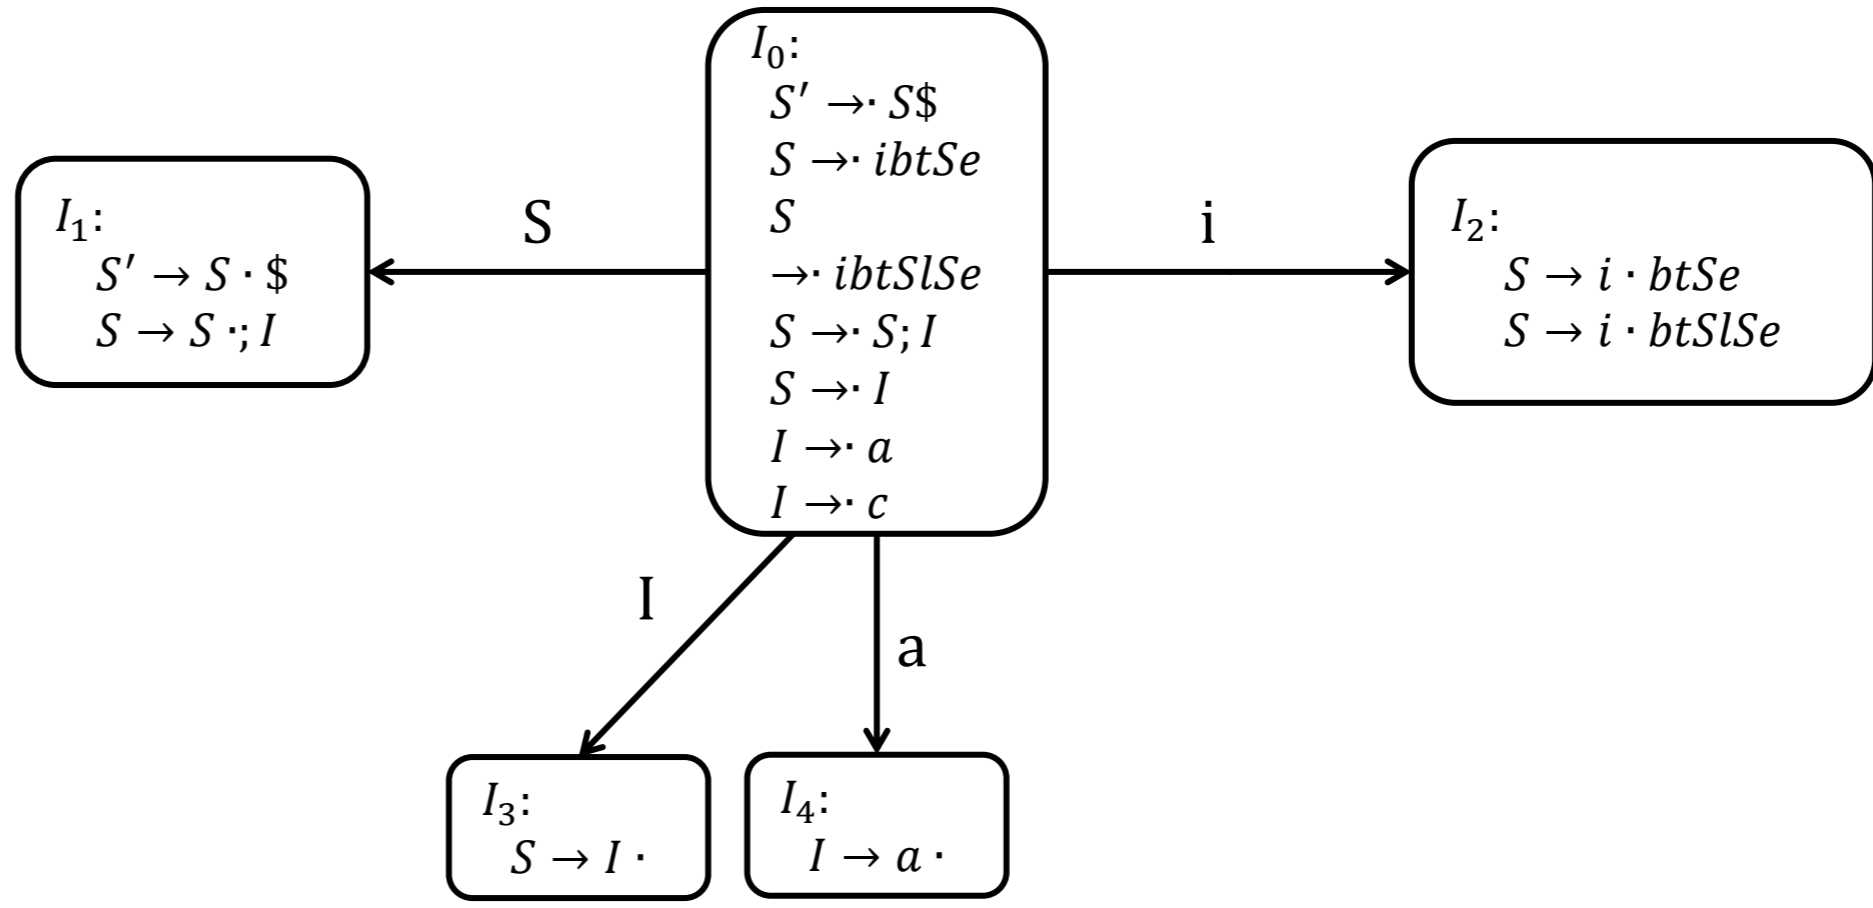 I₀:
S′ →· S$
S →· ibtSe
S
→· ibtSlSe
S →· S; I
S →· I
I →· a
I →· c
S
I₁:
S′ → S · $
S → S ·; I
i
I₂:
S → i · btSe
S → i · btSlSe
I
a
I₃:
S → I ·
I₄:
I → a ·